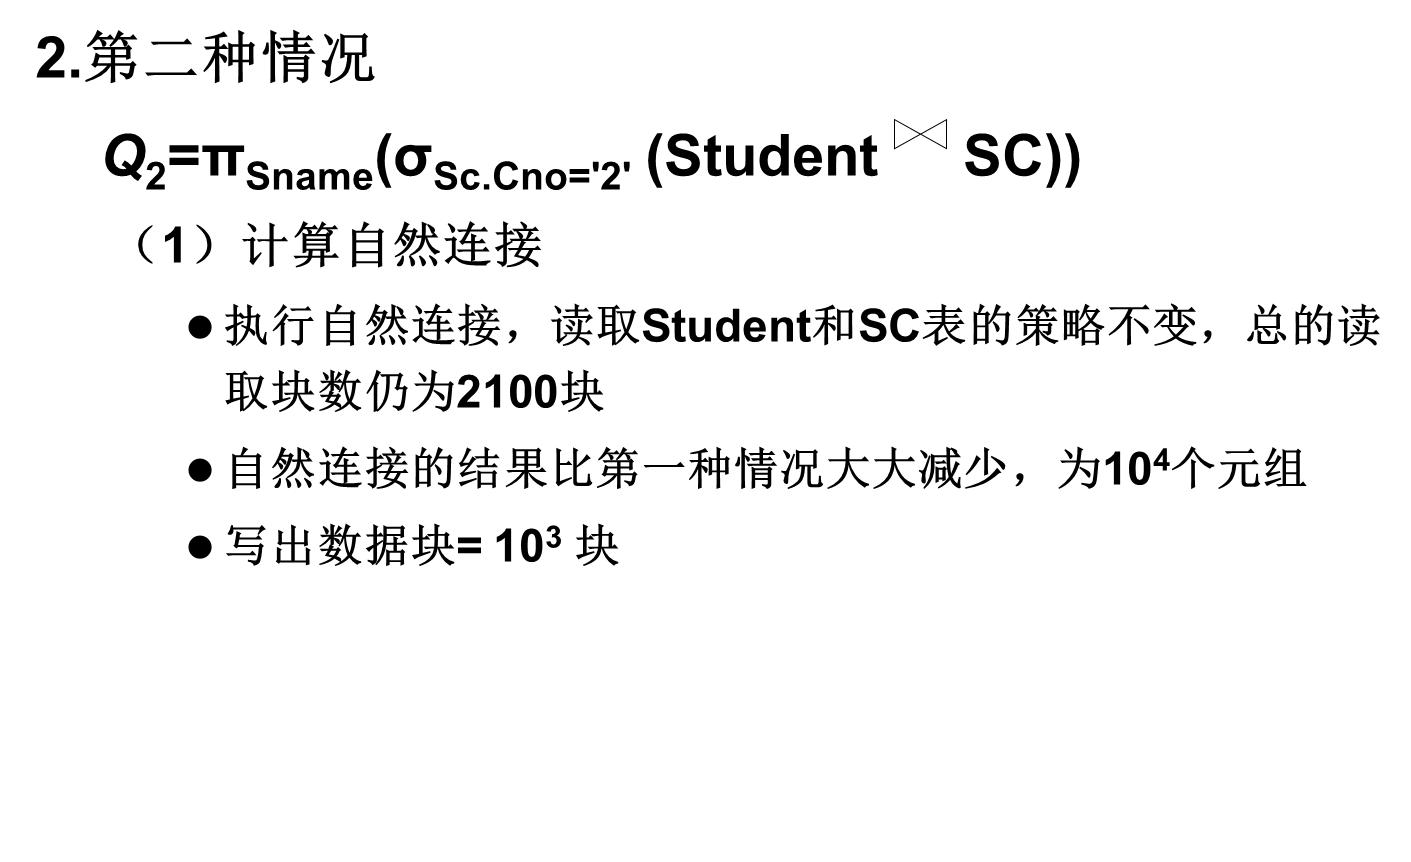 2.第二种情况
Q₂=πSname(σSc.Cno='2' (Student ⋈ SC))
（1）计算自然连接
● 执行自然连接，读取Student和SC表的策略不变，总的读
取块数仍为2100块
● 自然连接的结果比第一种情况大大减少，为10⁴个元组
● 写出数据块= 10³ 块